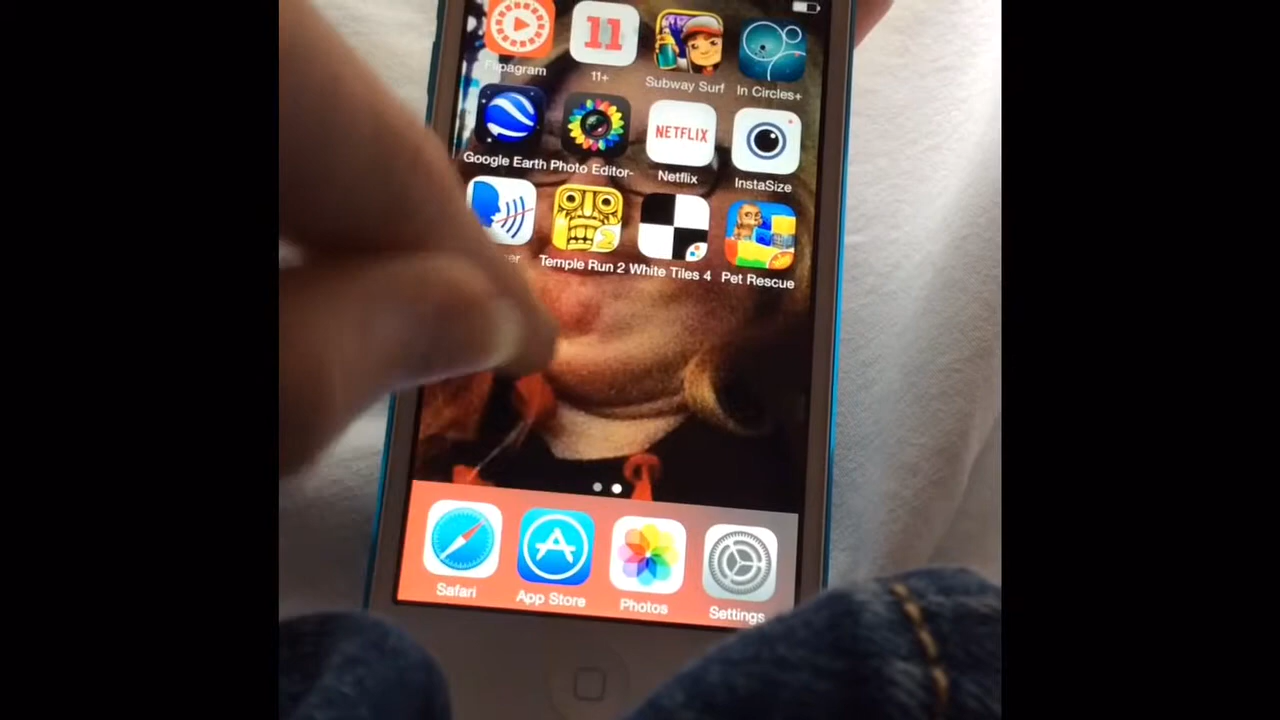 Flipagram 11+ Subway Surf In Circles+
11
NETFLIX
Google Earth Photo Editor- Netflix InstaSize
2
Temple Run 2 White Tiles 4 Pet Rescue
Safari App Store Photos Settings